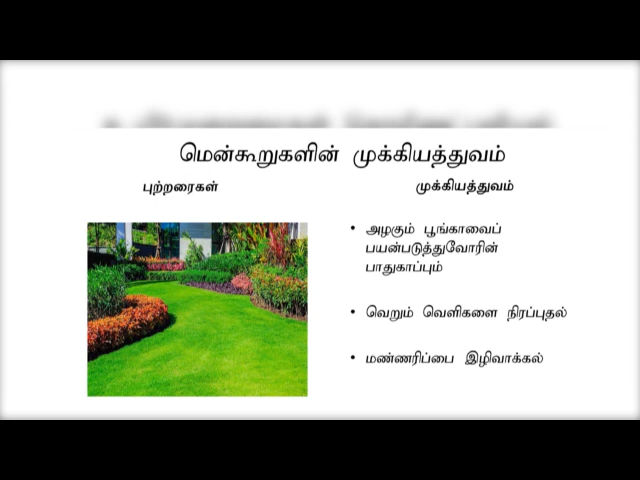 மென்கூறுகளின் முக்கியத்துவம்
புற்றரைகள்
முக்கியத்துவம்
• அழகும் பூங்காவைப்
பயன்படுத்துவோரின்
பாதுகாப்பும்
• வெறும் வெளிகளை நிரப்புதல்
• மண்ணரிப்பை இழிவாக்கல்